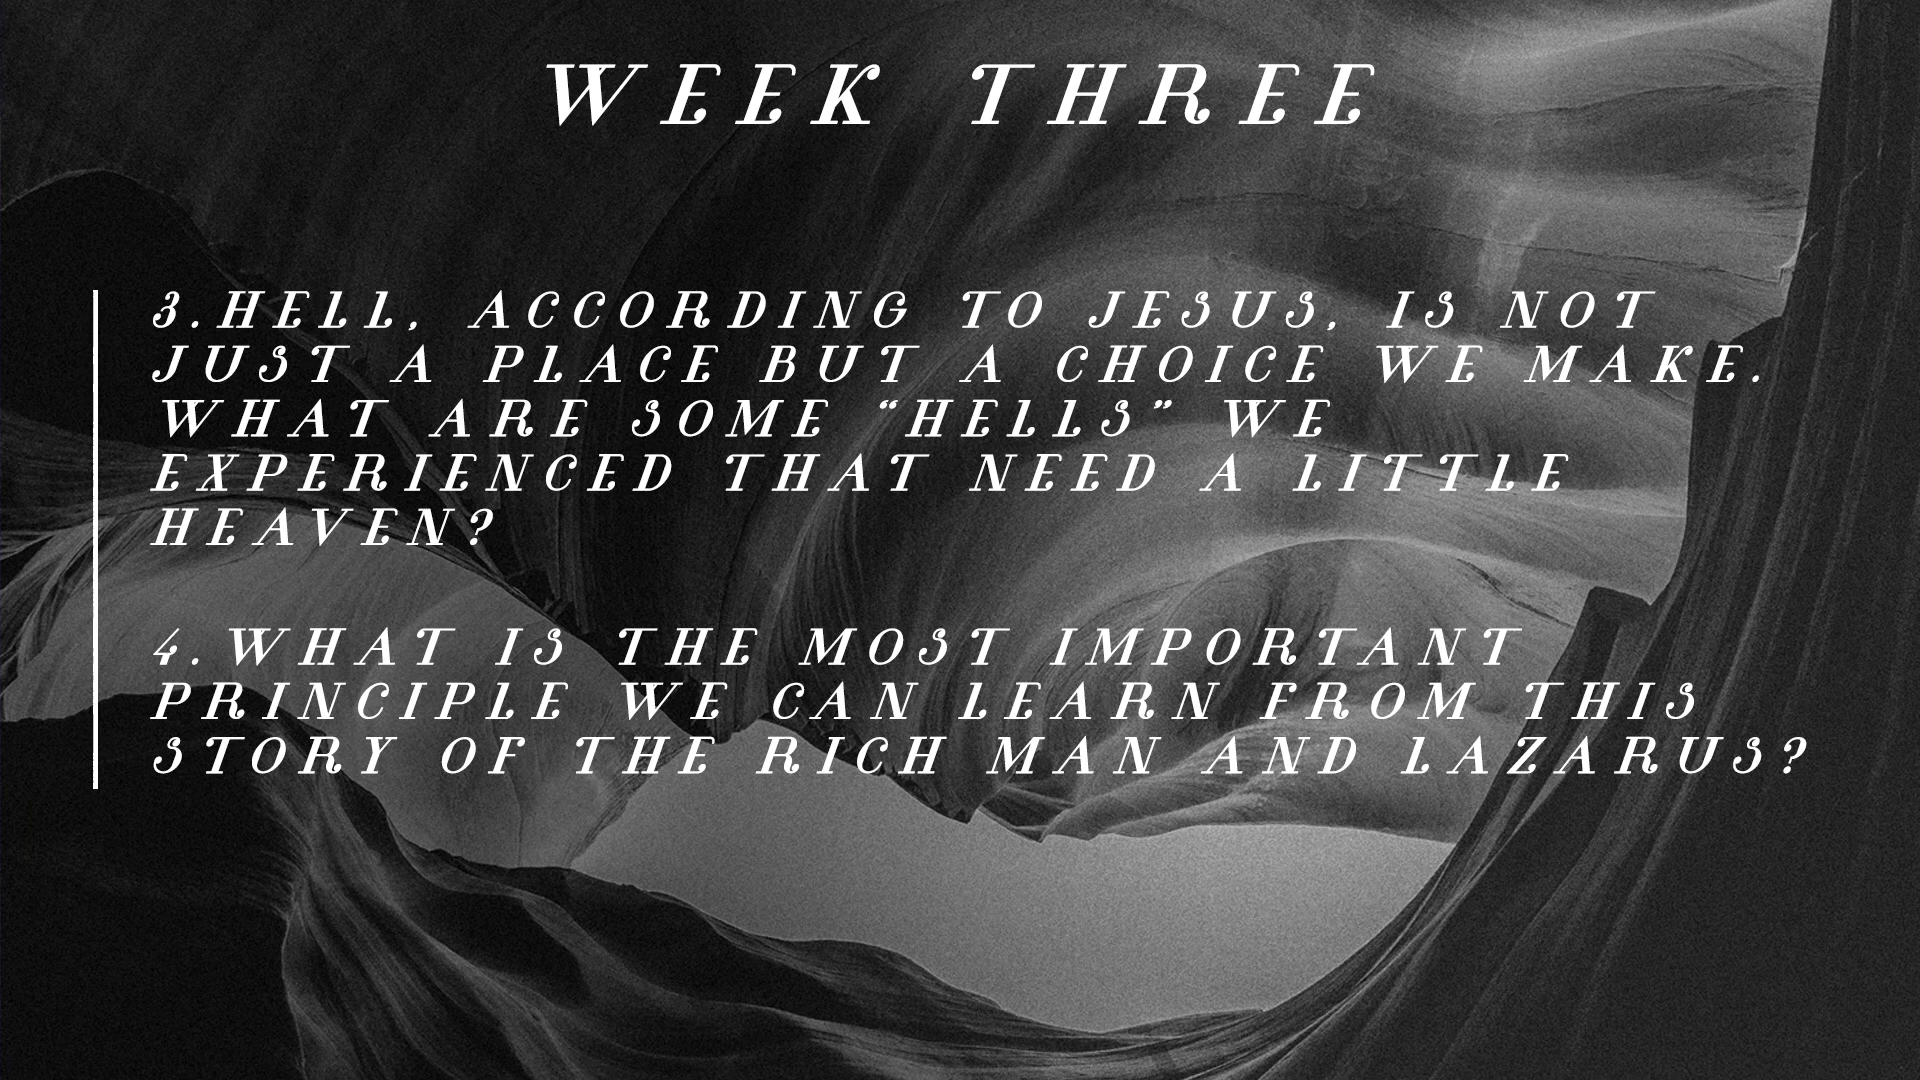 WEEK THREE
3.HELL, ACCORDING TO JESUS, IS NOT
JUST A PLACE BUT A CHOICE WE MAKE.
WHAT ARE SOME “HELLS” WE
EXPERIENCED THAT NEED A LITTLE
HEAVEN?
4. WHAT IS THE MOST IMPORTANT
PRINCIPLE WE CAN LEARN FROM THIS
STORY OF THE RICH MAN AND LAZARUS?